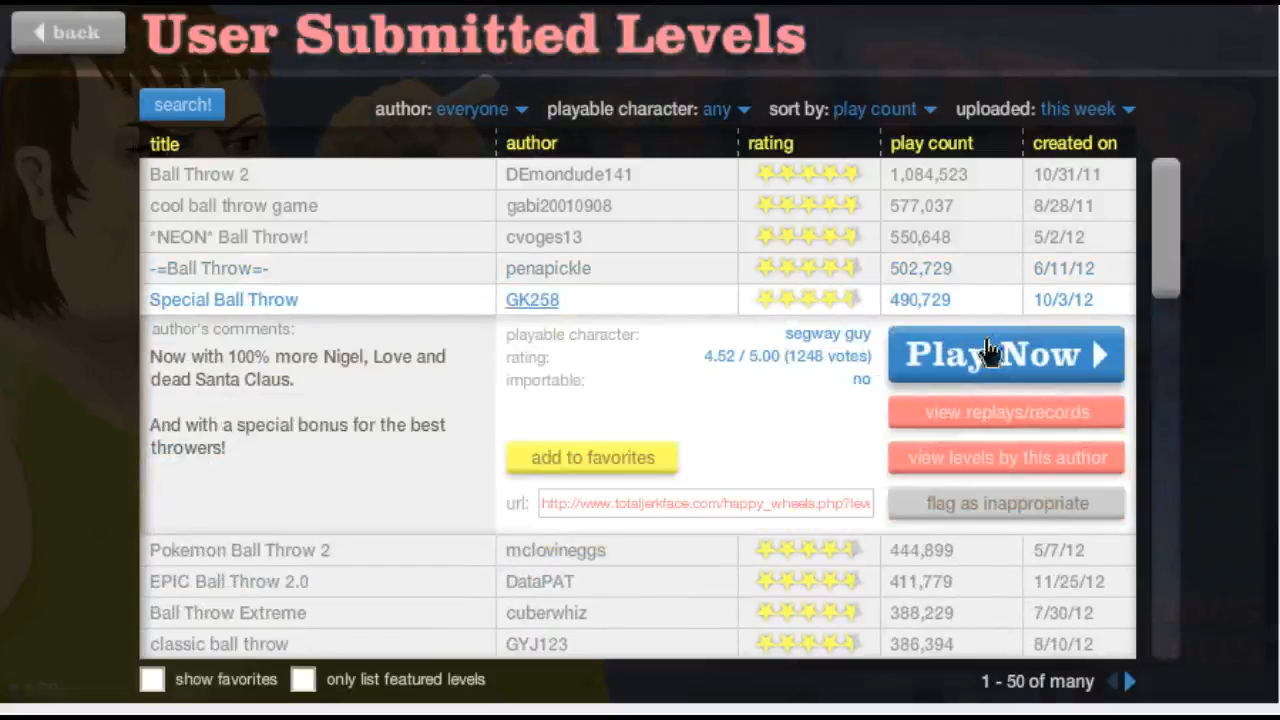 back
User Submitted Levels
search!
author: everyone playable character: any sort by: play count uploaded: this week
title author rating play count created on
Ball Throw 2 DEmondude141 1,084,523 10/31/11
cool ball throw game gabi20010908 577,037 8/28/11
*NEON* Ball Throw! cvoges13 550,648 5/2/12
-=Ball Throw=- penapickle 502,729 6/11/12
Special Ball Throw GK258 490,729 10/3/12
author's comments:
Now with 100% more Nigel, Love and
dead Santa Claus.
And with a special bonus for the best
throwers!
playable character: segway guy
rating: 4.52 / 5.00 (1248 votes)
importable: no
add to favorites
url: http://www.totaljerkface.com/happy_wheels.php?leve
Play Now
view replays/records
view levels by this author
flag as inappropriate
Pokemon Ball Throw 2 mclovineggs 444,899 5/7/12
EPIC Ball Throw 2.0 DataPAT 411,779 11/25/12
Ball Throw Extreme cuberwhiz 388,229 7/30/12
classic ball throw GYJ123 386,394 8/10/12
show favorites only list featured levels 1 - 50 of many